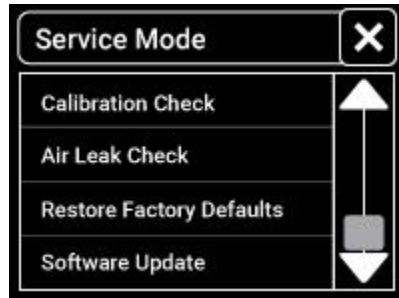 Service Mode
Calibration Check
Air Leak Check
Restore Factory Defaults
Software Update